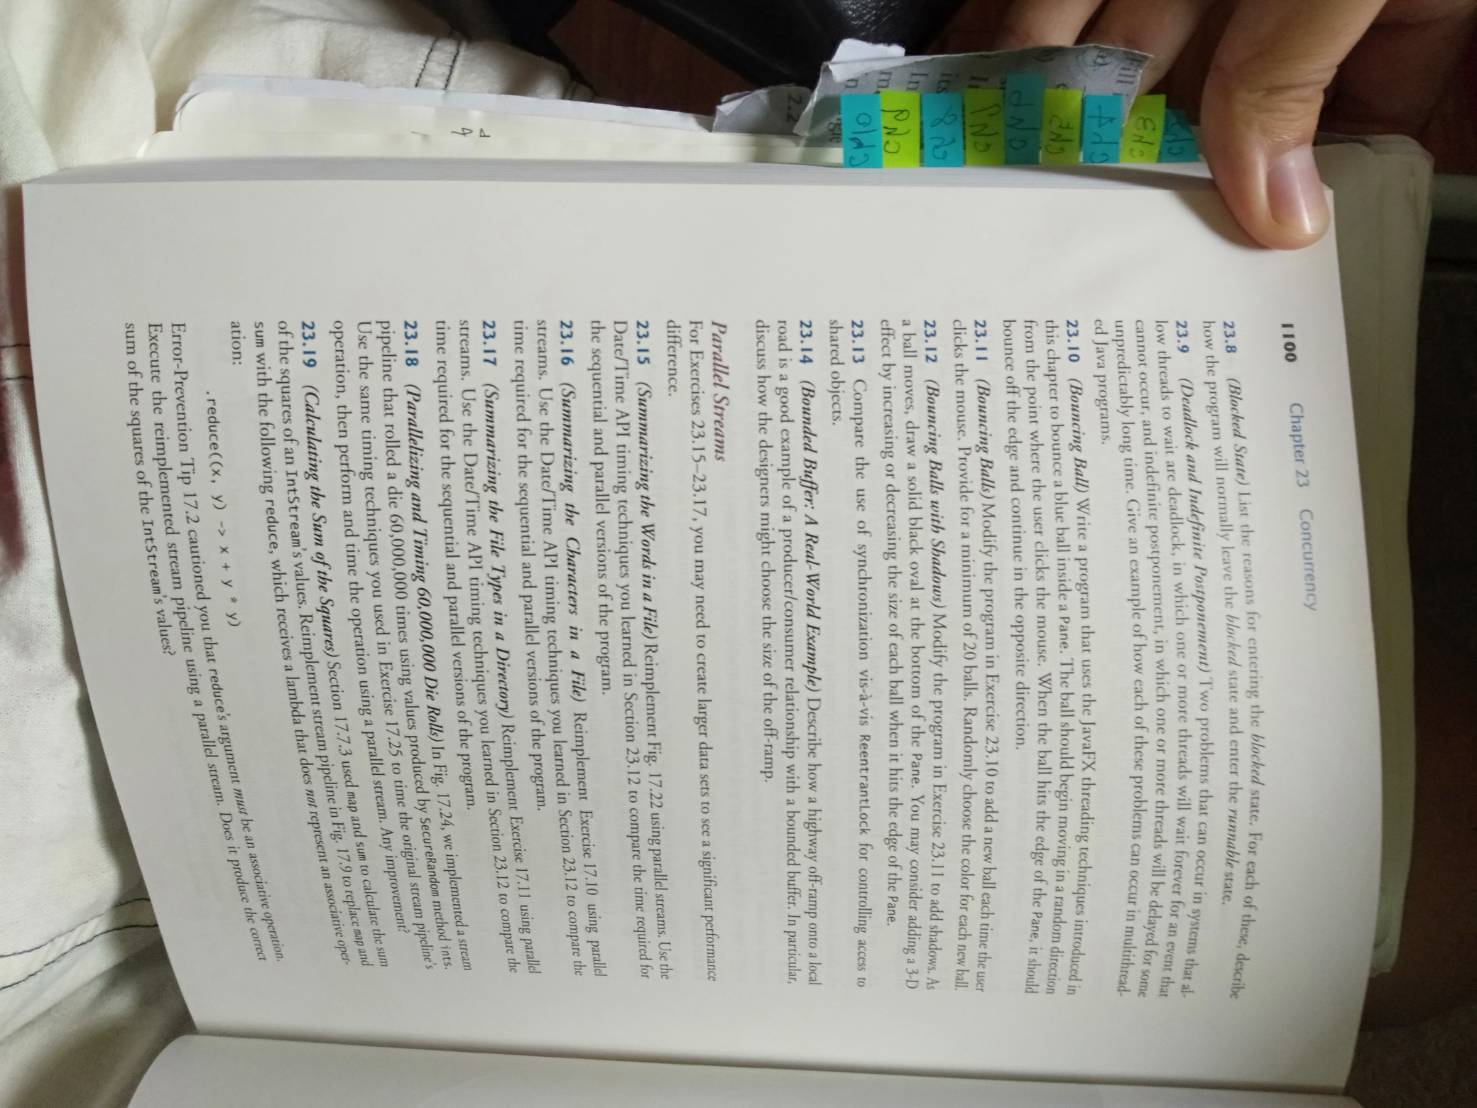 1100 Chapter 23 Concurrency
23.8 (Blocked State) List the reasons for entering the blocked state. For each of these, describe
how the program will normally leave the blocked state and enter the runnable state.
23.9 (Deadlock and Indefinite Postponement) Two problems that can occur in systems that al-
low threads to wait are deadlock, in which one or more threads will wait forever for an event that
cannot occur, and indefinite postponement, in which one or more threads will be delayed for some
unpredictably long time. Give an example of how each of these problems can occur in multithread-
ed Java programs.
23.10 (Bouncing Ball) Write a program that uses the JavaFX threading techniques introduced in
this chapter to bounce a blue ball inside a Pane. The ball should begin moving in a random direction
from the point where the user clicks the mouse. When the ball hits the edge of the Pane, it should
bounce off the edge and continue in the opposite direction.
23.11 (Bouncing Balls) Modify the program in Exercise 23.10 to add a new ball each time the user
clicks the mouse. Provide for a minimum of 20 balls. Randomly choose the color for each new ball.
23.12 (Bouncing Balls with Shadows) Modify the program in Exercise 23.11 to add shadows. As
a ball moves, draw a solid black oval at the bottom of the Pane. You may consider adding a 3-D
effect by increasing or decreasing the size of each ball when it hits the edge of the Pane.
23.13 Compare the use of synchronization vis-à-vis ReentrantLock for controlling access to
shared objects.
23.14 (Bounded Buffer: A Real-World Example) Describe how a highway off-ramp onto a local
road is a good example of a producer/consumer relationship with a bounded buffer. In particular,
discuss how the designers might choose the size of the off-ramp.
Parallel Streams
For Exercises 23.15–23.17, you may need to create larger data sets to see a significant performance
difference.
23.15 (Summarizing the Words in a File) Reimplement Fig. 17.22 using parallel streams. Use the
Date/Time API timing techniques you learned in Section 23.12 to compare the time required for
the sequential and parallel versions of the program.
23.16 (Summarizing the Characters in a File) Reimplement Exercise 17.10 using parallel
streams. Use the Date/Time API timing techniques you learned in Section 23.12 to compare the
time required for the sequential and parallel versions of the program.
23.17 (Summarizing the File Types in a Directory) Reimplement Exercise 17.11 using parallel
streams. Use the Date/Time API timing techniques you learned in Section 23.12 to compare the
time required for the sequential and parallel versions of the program.
23.18 (Parallelizing and Timing 60,000,000 Die Rolls) In Fig. 17.24, we implemented a stream
pipeline that rolled a die 60,000,000 times using values produced by SecureRandom method ints.
Use the same timing techniques you used in Exercise 17.25 to time the original stream pipeline's
operation, then perform and time the operation using a parallel stream. Any improvement?
23.19 (Calculating the Sum of the Squares) Section 17.7.3 used map and sum to calculate the sum
of the squares of an IntStream's values. Reimplement stream pipeline in Fig. 17.9 to replace map and
sum with the following reduce, which receives a lambda that does not represent an associative oper-
ation:
.reduce((x, y) -> x + y * y)
Error-Prevention Tip 17.2 cautioned you that reduce's argument must be an associative operation.
Execute the reimplemented stream pipeline using a parallel stream. Does it produce the correct
sum of the squares of the IntStream's values?
ch3
ch4
ch5
ch6
ch7
ch8
ch9
ch10